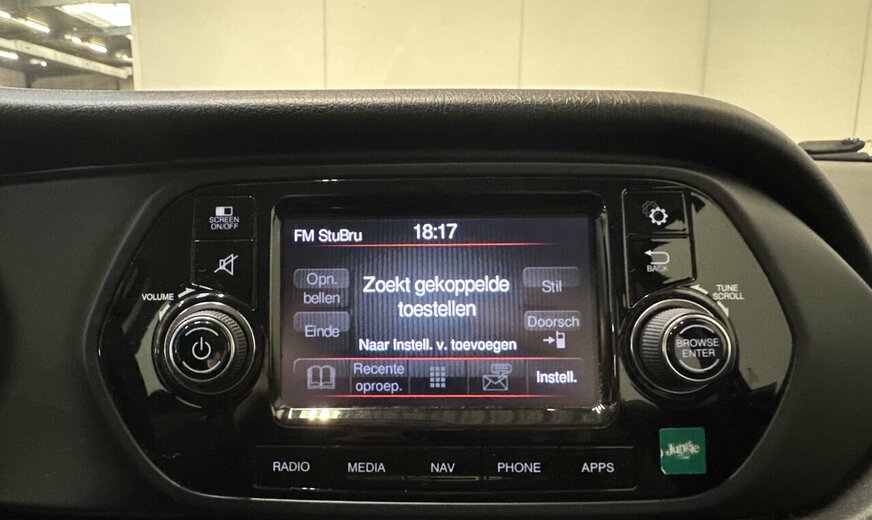 SCREEN
ON/OFF
VOLUME
FM StuBru
18:17
Opn.
bellen
Einde
Zoekt gekoppelde
toestellen
Naar Instell. v. toevoegen
Stil
Doorsch
Recente
oproep.
Instell.
BACK
TUNE
SCROLL
BROWSE
ENTER
RADIO
MEDIA
NAV
PHONE
APPS
Jungle